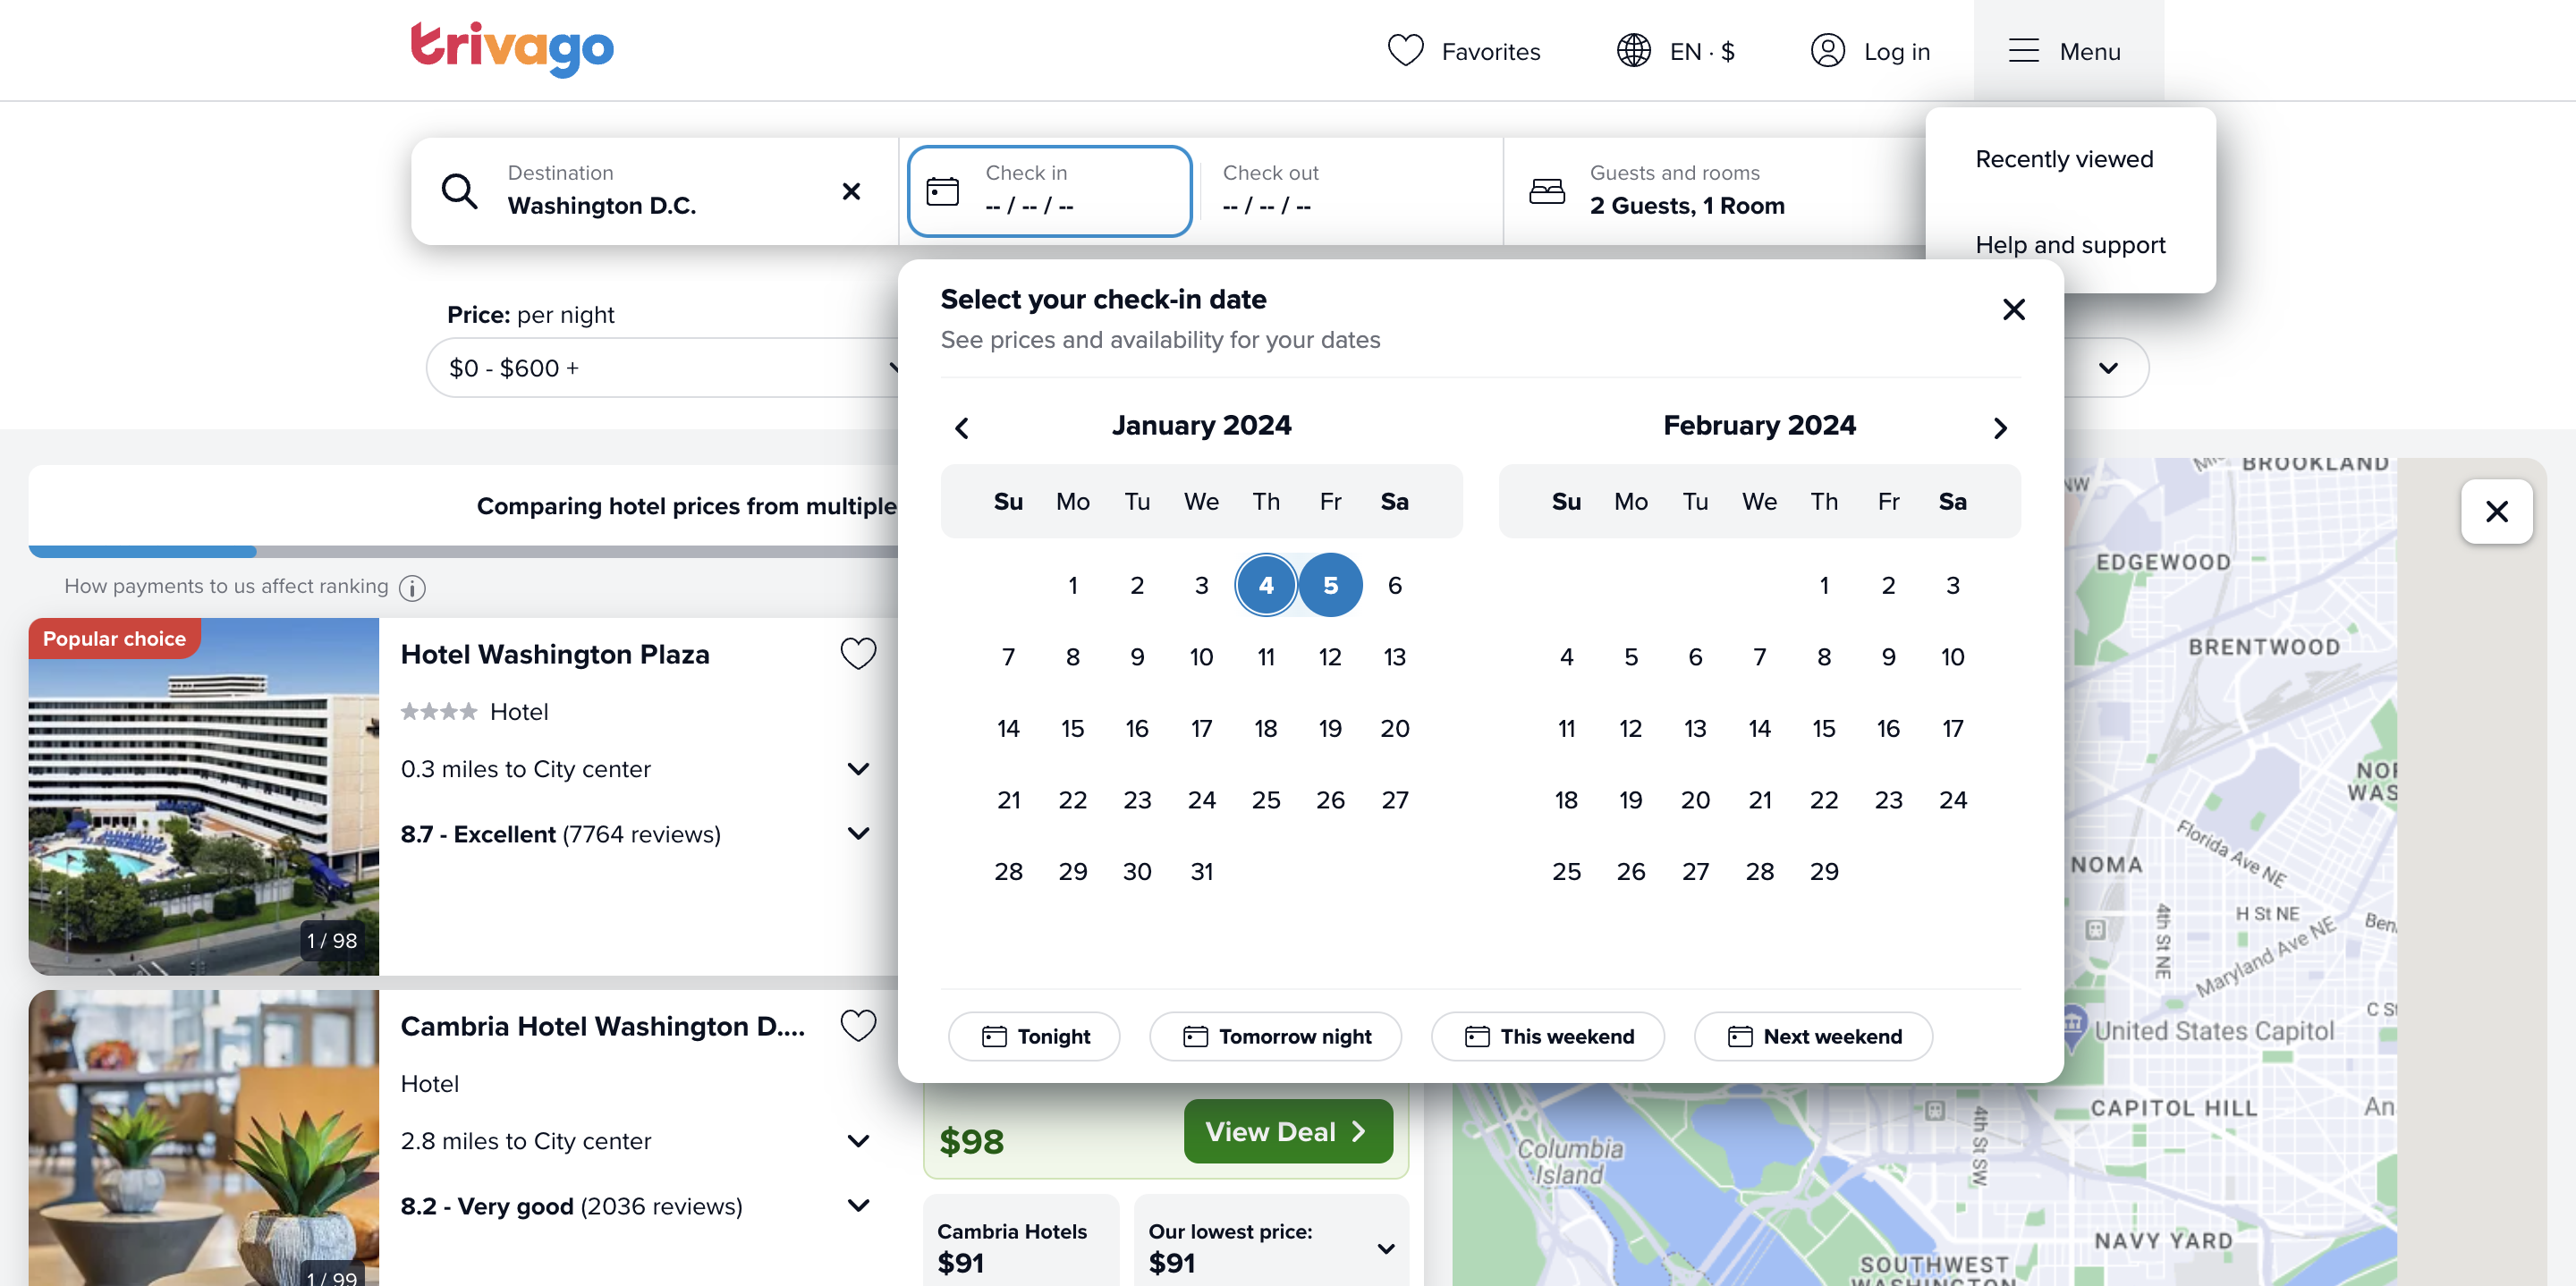 trivago
Favorites
EN · $
Log in
Menu
Recently viewed
Help and support
Destination
Washington D.C.
Check in
-- / -- / --
Check out
-- / -- / --
Guests and rooms
2 Guests, 1 Room
Price: per night
$0 - $600 +
Select your check-in date
See prices and availability for your dates
January 2024
Su Mo Tu We Th Fr Sa
1 2 3 4 5 6
7 8 9 10 11 12 13
14 15 16 17 18 19 20
21 22 23 24 25 26 27
28 29 30 31
February 2024
Su Mo Tu We Th Fr Sa
1 2 3
4 5 6 7 8 9 10
11 12 13 14 15 16 17
18 19 20 21 22 23 24
25 26 27 28 29
Tonight
Tomorrow night
This weekend
Next weekend
Comparing hotel prices from multiple
How payments to us affect ranking
Popular choice
1 / 98
Hotel Washington Plaza
Hotel
0.3 miles to City center
8.7 - Excellent (7764 reviews)
1 / 99
Cambria Hotel Washington D....
Hotel
2.8 miles to City center
8.2 - Very good (2036 reviews)
$98
View Deal
Cambria Hotels
$91
Our lowest price:
$91
BROOKLAND
NW
EDGEWOOD
BRENTWOOD
Florida Ave NE
NOMA
H St NE
4th St NE
Maryland Ave NE
United States Capitol
CAPITOL HILL
4th St SW
Columbia
Island
NAVY YARD
SOUTHWEST
WASHINGTON